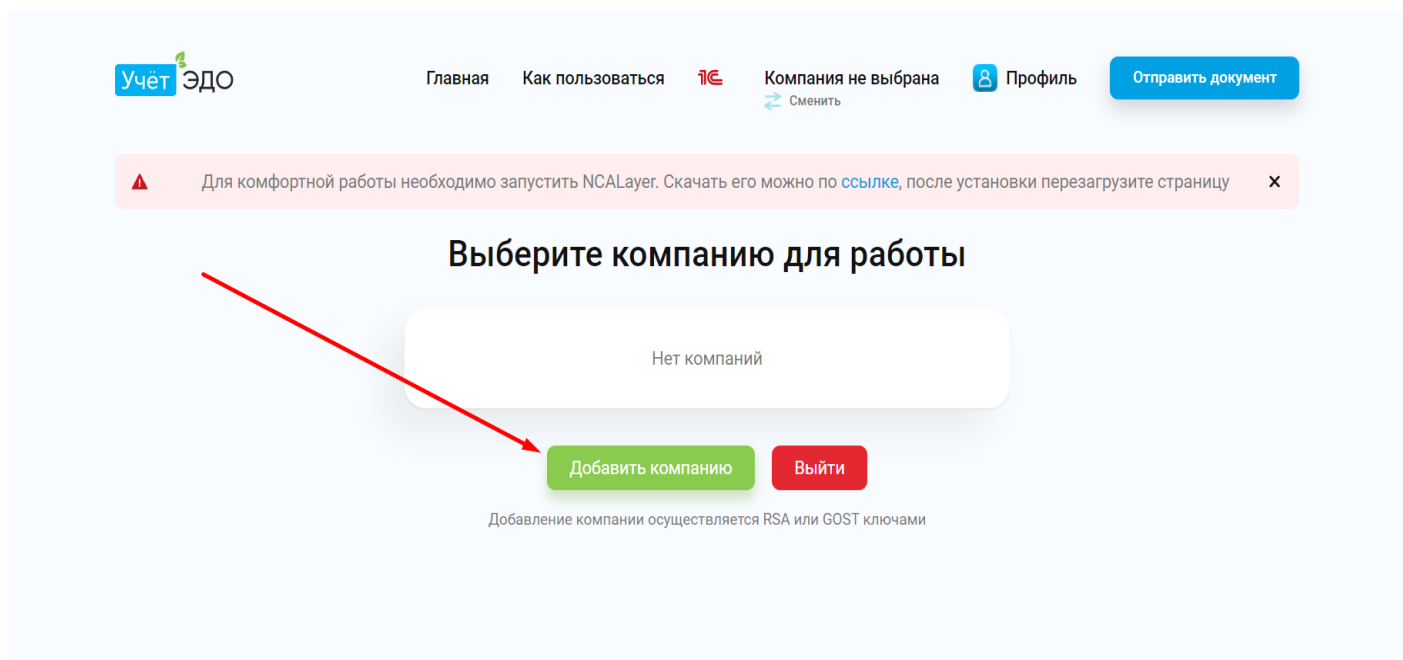 Учёт ЭДО
Главная Как пользоваться 1С Компания не выбрана Профиль Отправить документ
Сменить
Для комфортной работы необходимо запустить NCALayer. Скачать его можно по ссылке, после установки перезагрузите страницу
Выберите компанию для работы
Нет компаний
Добавить компанию Выйти
Добавление компании осуществляется RSA или GOST ключами